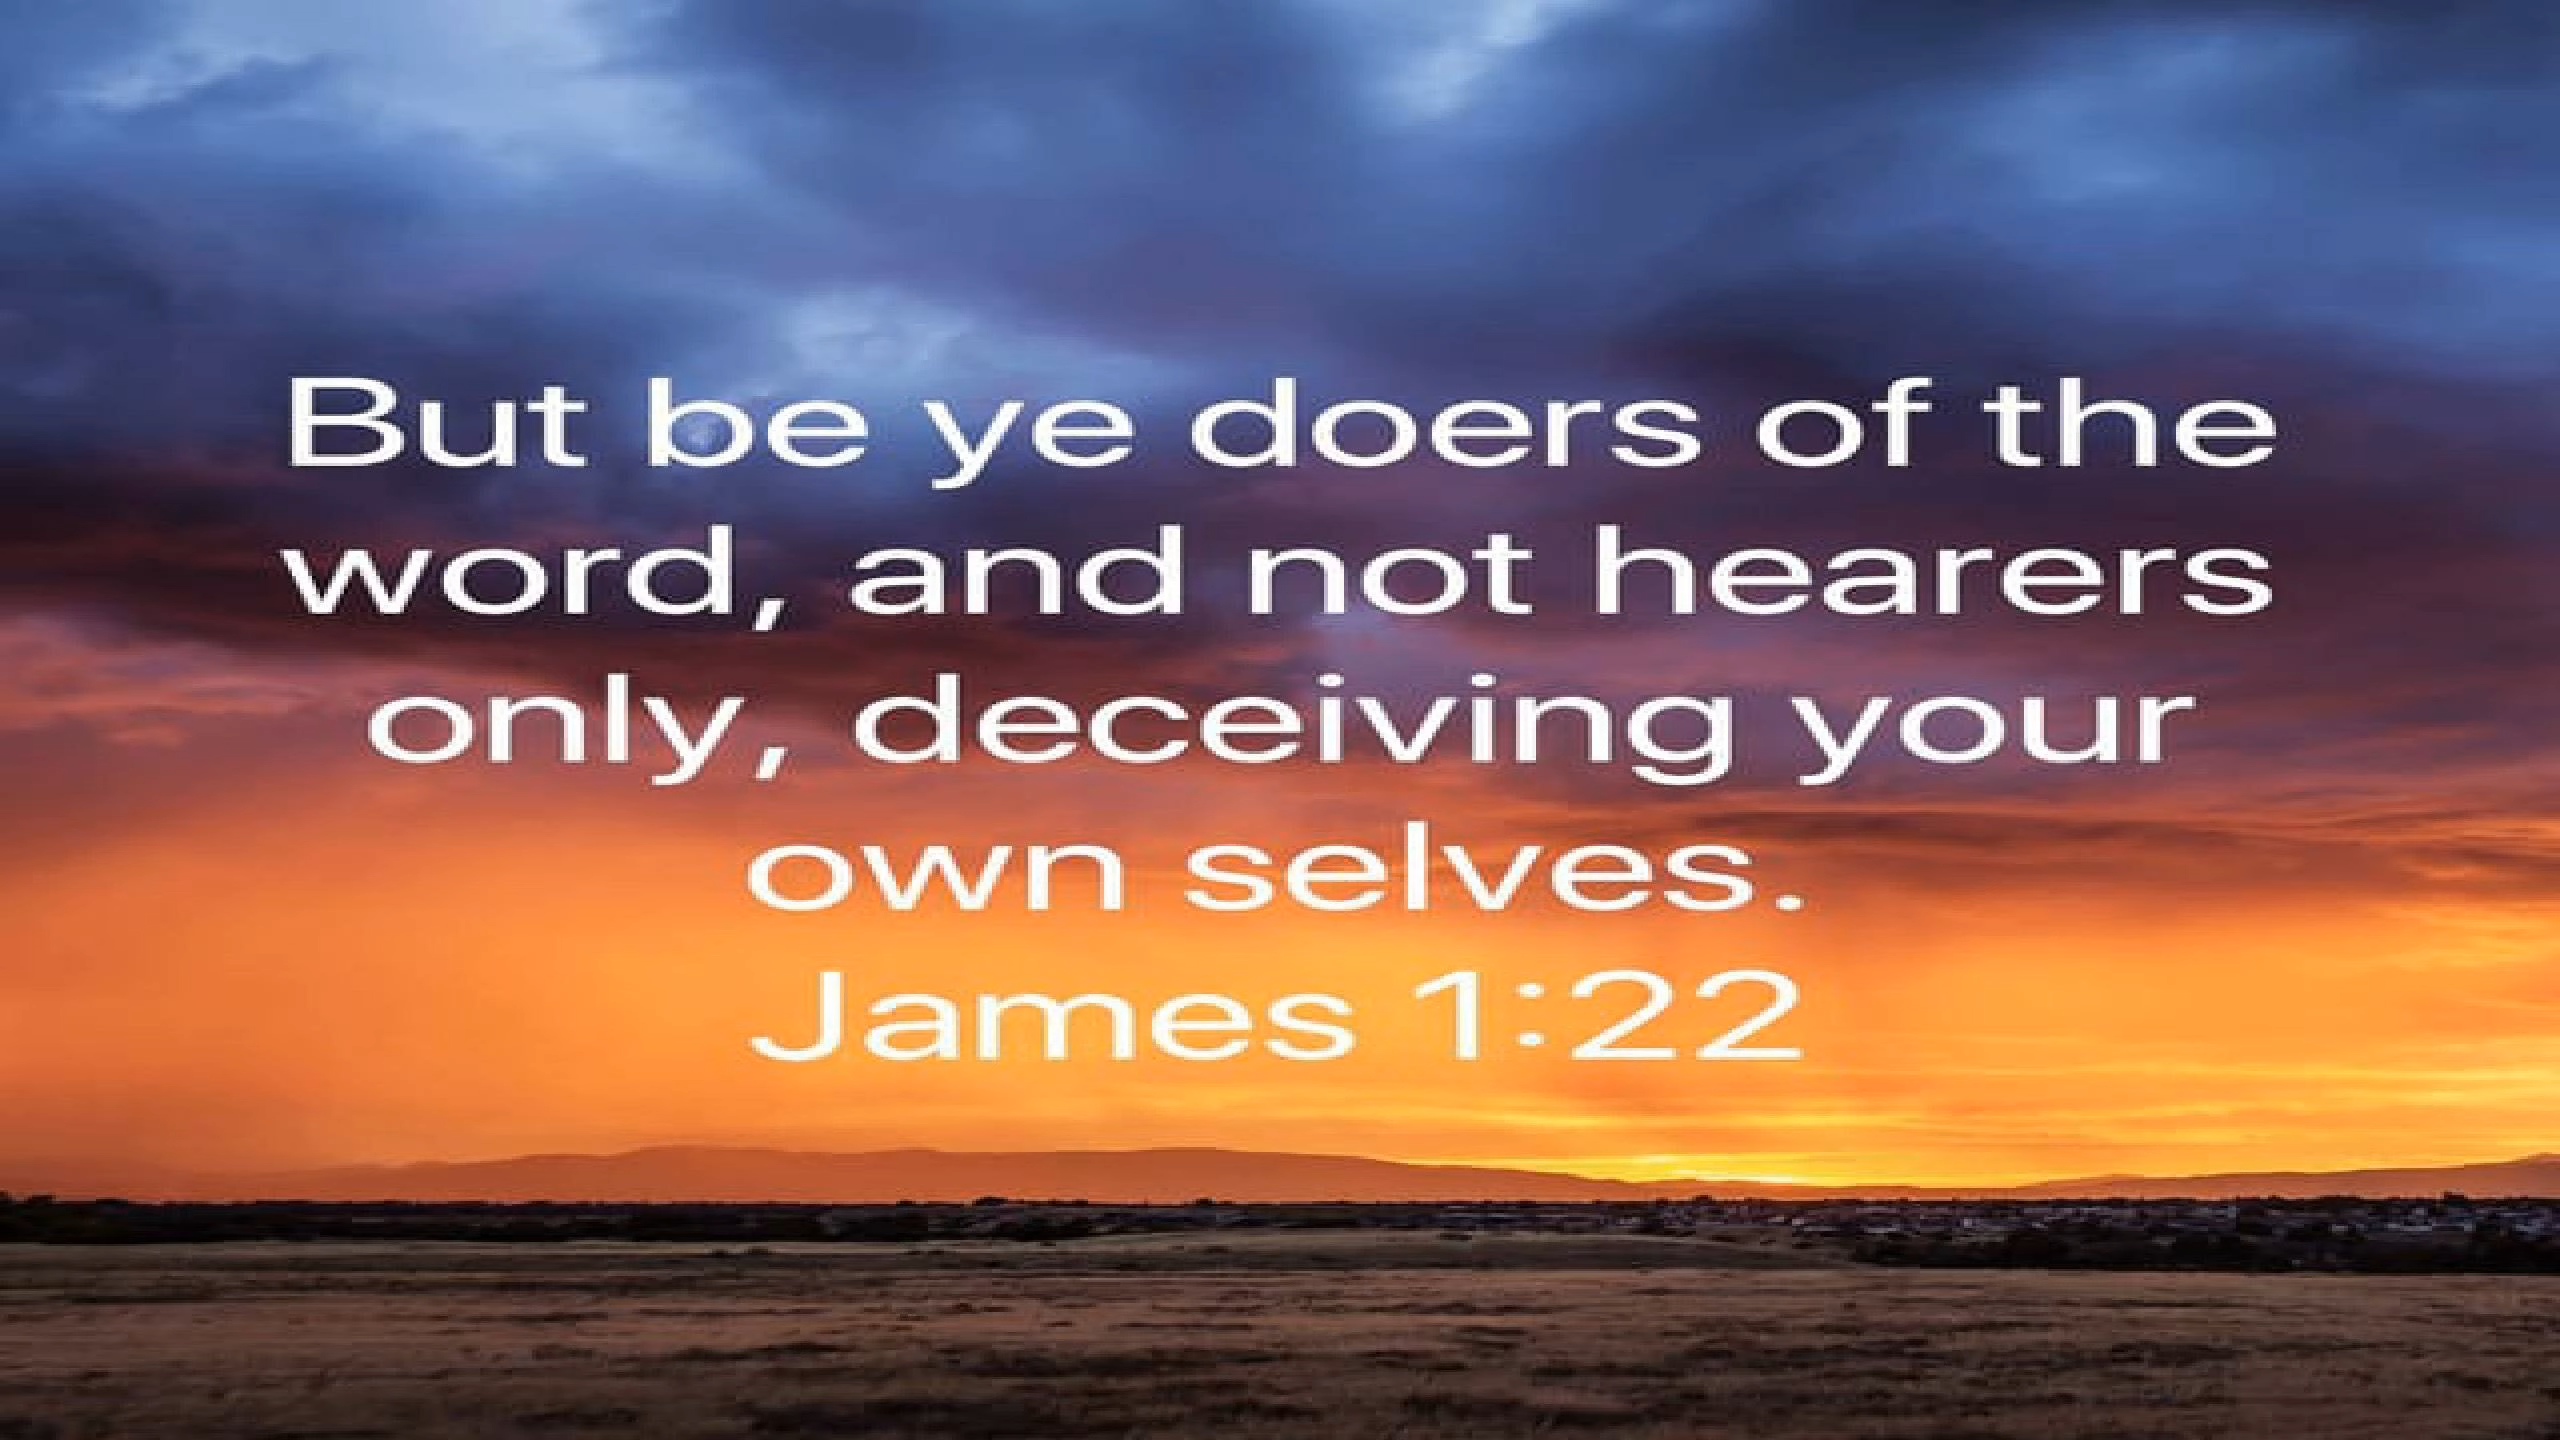 But be ye doers of the
word, and not hearers
only, deceiving your
own selves.
James 1:22